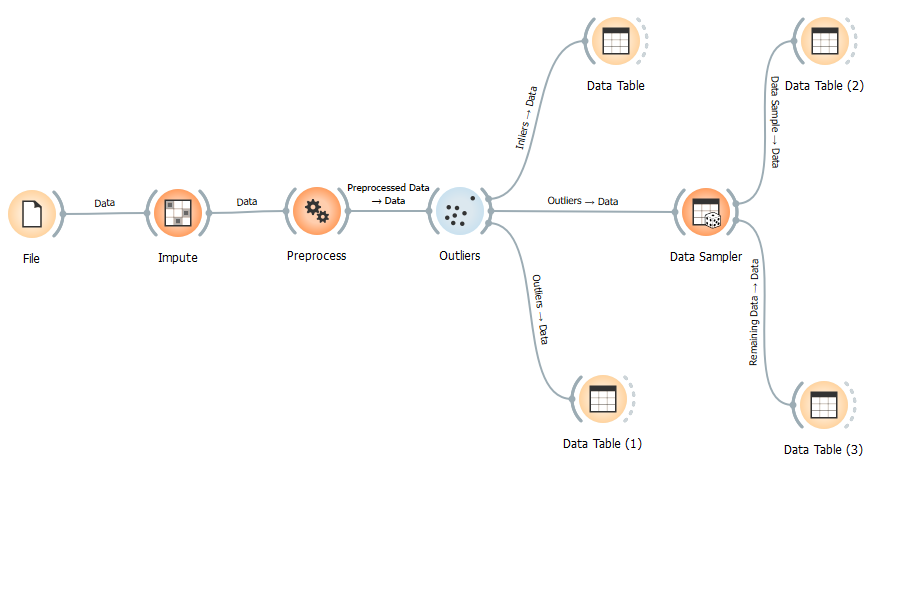 Data Table
Data Table (2)
Inliers → Data
Data Sample → Data
Data
Data
Preprocessed Data
→ Data
Outliers → Data
File
Impute
Preprocess
Outliers
Data Sampler
Outliers → Data
Remaining Data → Data
Data Table (1)
Data Table (3)